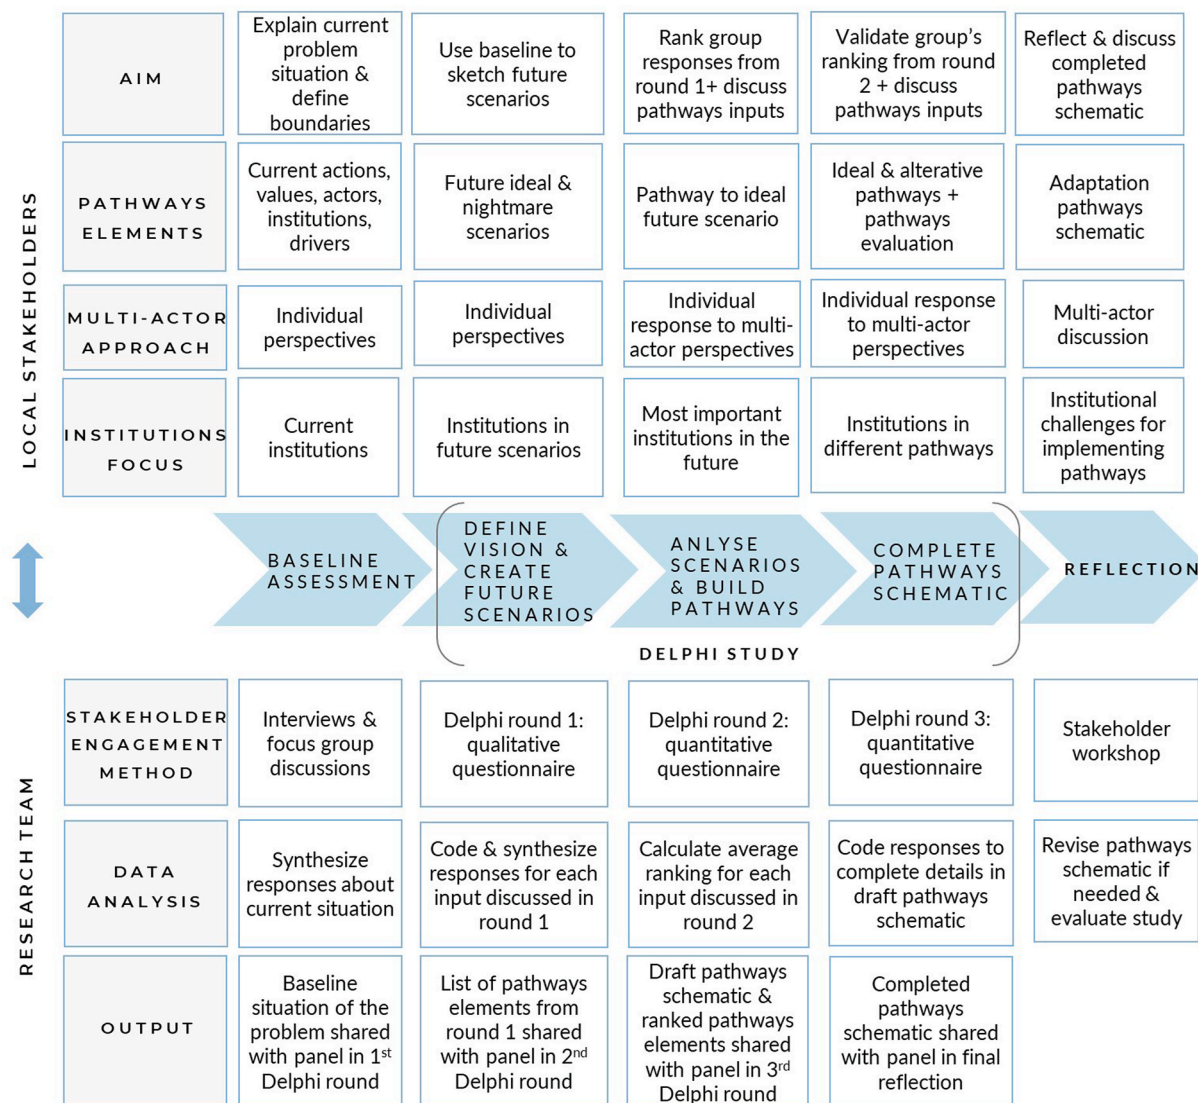 LOCAL STAKEHOLDERS
AIM
Explain current
problem
situation &
define
boundaries
Use baseline to
sketch future
scenarios
Rank group
responses from
round 1+ discuss
pathways inputs
Validate group's
ranking from round
2 + discuss
pathways inputs
Reflect & discuss
completed
pathways
schematic
PATHWAYS
ELEMENTS
Current actions,
values, actors,
institutions,
drivers
Future ideal &
nightmare
scenarios
Pathway to ideal
future scenario
Ideal & alterative
pathways +
pathways
evaluation
Adaptation
pathways
schematic
MULTI-ACTOR
APPROACH
Individual
perspectives
Individual
perspectives
Individual
response to multi-
actor perspectives
Individual response
to multi-actor
perspectives
Multi-actor
discussion
INSTITUTIONS
FOCUS
Current
institutions
Institutions in
future scenarios
Most important
institutions in the
future
Institutions in
different pathways
Institutional
challenges for
implementing
pathways
BASELINE
ASSESSMENT
DEFINE
VISION &
CREATE
FUTURE
SCENARIOS
ANLYSE
SCENARIOS
& BUILD
PATHWAYS
COMPLETE
PATHWAYS
SCHEMATIC
REFLECTION
DELPHI STUDY
RESEARCH TEAM
STAKEHOLDER
ENGAGEMENT
METHOD
Interviews &
focus group
discussions
Delphi round 1:
qualitative
questionnaire
Delphi round 2:
quantitative
questionnaire
Delphi round 3:
quantitative
questionnaire
Stakeholder
workshop
DATA
ANALYSIS
Synthesize
responses about
current situation
Code & synthesize
responses for each
input discussed in
round 1
Calculate average
ranking for each
input discussed in
round 2
Code responses to
complete details in
draft pathways
schematic
Revise pathways
schematic if
needed &
evaluate study
OUTPUT
Baseline
situation of the
problem shared
with panel in 1st
Delphi round
List of pathways
elements from
round 1 shared
with panel in 2nd
Delphi round
Draft pathways
schematic &
ranked pathways
elements shared
with panel in 3rd
Delphi round
Completed
pathways
schematic shared
with panel in final
reflection